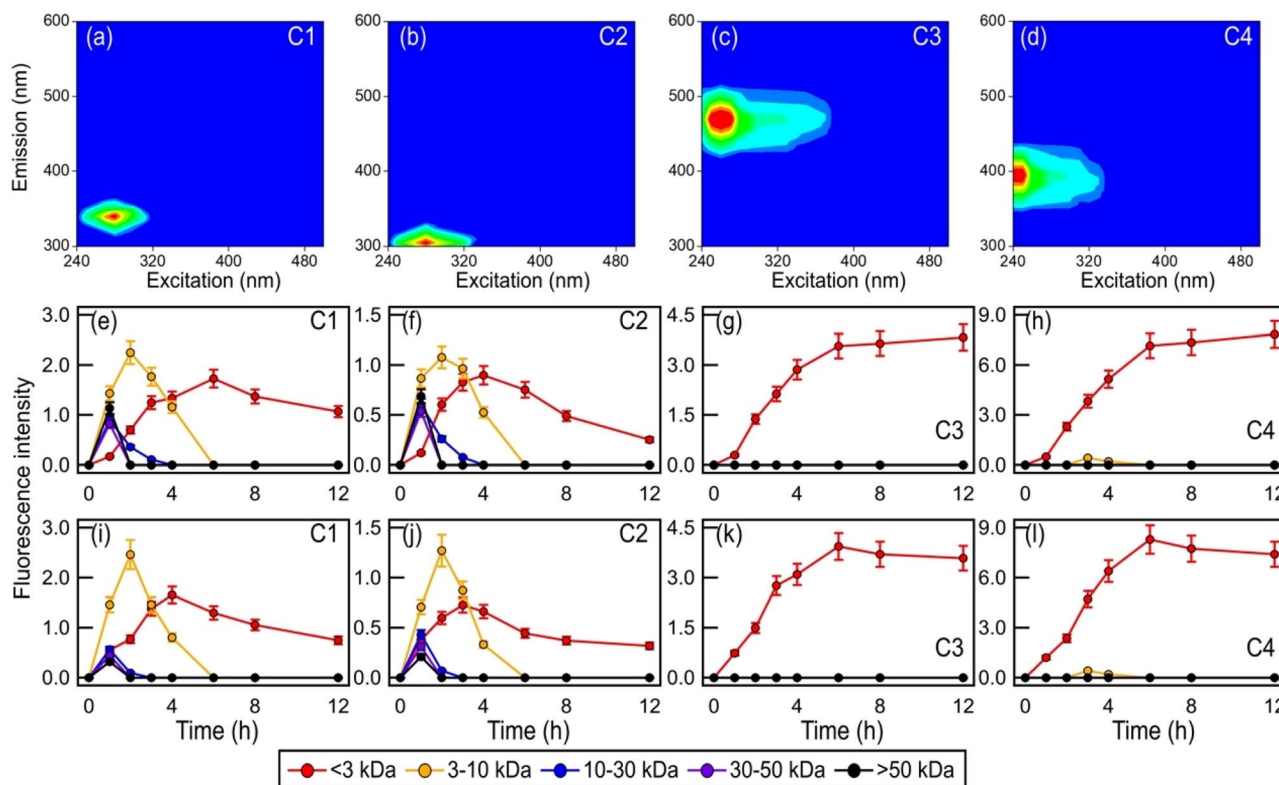 (a) C1 (b) C2 (c) C3 (d) C4
600 600 600 600
500 500 500 500
400 400 400 400
300 300 300 300
Emission (nm)
240 320 400 480 240 320 400 480 240 320 400 480 240 320 400 480
Excitation (nm) Excitation (nm) Excitation (nm) Excitation (nm)
(e) C1 (f) C2 (g) C3 (h) C4
3.0 1.5 4.5 9.0
2.0 1.0 3.0 6.0
1.0 0.5 1.5 3.0
0.0 0.0 0.0 0.0
0 4 8 12 0 4 8 12 0 4 8 12 0 4 8 12
Fluorescence intensity
(i) C1 (j) C2 (k) C3 (l) C4
3.0 1.5 4.5 9.0
2.0 1.0 3.0 6.0
1.0 0.5 1.5 3.0
0.0 0.0 0.0 0.0
0 4 8 12 0 4 8 12 0 4 8 12 0 4 8 12
Time (h) Time (h) Time (h) Time (h)
<3 kDa 3-10 kDa 10-30 kDa 30-50 kDa >50 kDa